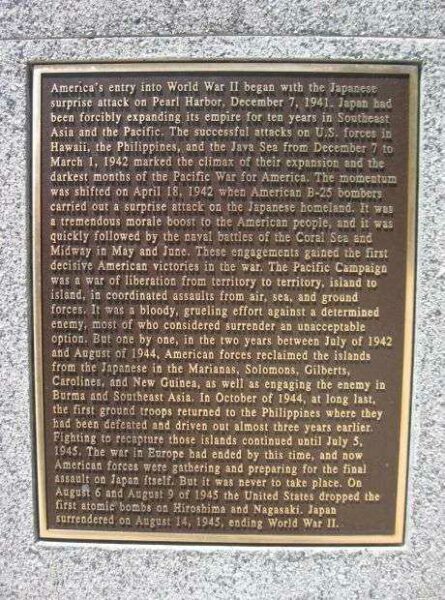 America's entry into World War II began with the Japanese
surprise attack on Pearl Harbor, December 7, 1941. Japan had
been forcibly expanding its empire for ten years in Southeast
Asia and the Pacific. The successful attacks on U.S. forces in
Hawaii, the Philippines, and the Java Sea from December 7 to
March 1, 1942 marked the climax of their expansion and the
darkest months of the Pacific War for America. The momentum
was shifted on April 18, 1942 when American B-25 bombers
carried out a surprise attack on the Japanese homeland. It was
a tremendous morale boost to the American people, and it was
quickly followed by the naval battles of the Coral Sea and
Midway in May and June. These engagements gained the first
decisive American victories in the war. The Pacific Campaign
was a war of liberation from territory to territory, island to
island, in coordinated assaults from air, sea, and ground
forces. It was a bloody, grueling effort against a determined
enemy, most of who considered surrender an unacceptable
option. But one by one, in the two years between July of 1942
and August of 1944, American forces reclaimed the islands
from the Japanese in the Marianas, Solomons, Gilberts,
Carolines, and New Guinea, as well as engaging the enemy in
Burma and Southeast Asia. In October of 1944, at long last,
the first ground troops returned to the Philippines where they
had been defeated and driven out almost three years earlier.
Fighting to recapture those islands continued until July 5,
1945. The war in Europe had ended by this time, and now
American forces were gathering and preparing for the final
assault on Japan itself. But it was never to take place. On
August 6 and August 9 of 1945 the United States dropped the
first atomic bombs on Hiroshima and Nagasaki. Japan
surrendered on August 14, 1945, ending World War II.